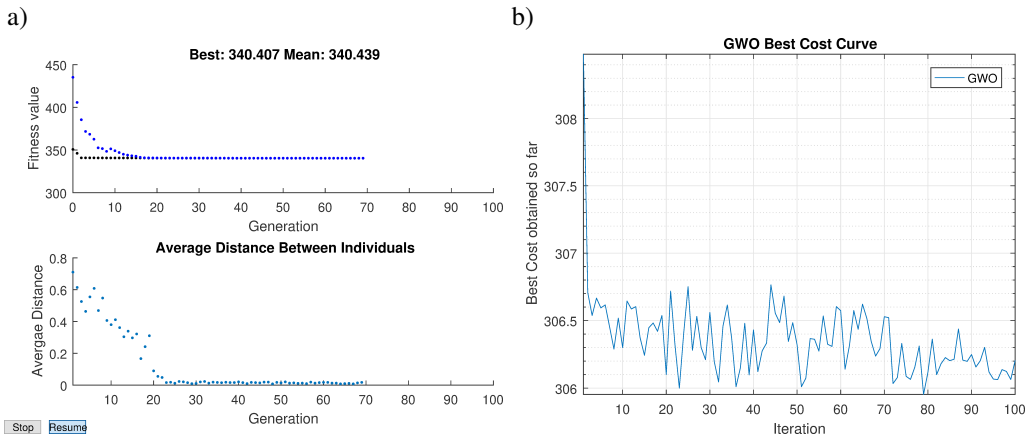 a)
Best: 340.407 Mean: 340.439
Fitness value
450
400
350
300
0 10 20 30 40 50 60 70 80 90 100
Generation
Average Distance Between Individuals
Avergae Distance
0.8
0.6
0.4
0.2
0
10 20 30 40 50 60 70 80 90 100
Generation
Stop Resume
b)
GWO Best Cost Curve
GWO
Best Cost obtained so far
308
307.5
307
306.5
306
10 20 30 40 50 60 70 80 90 100
Iteration